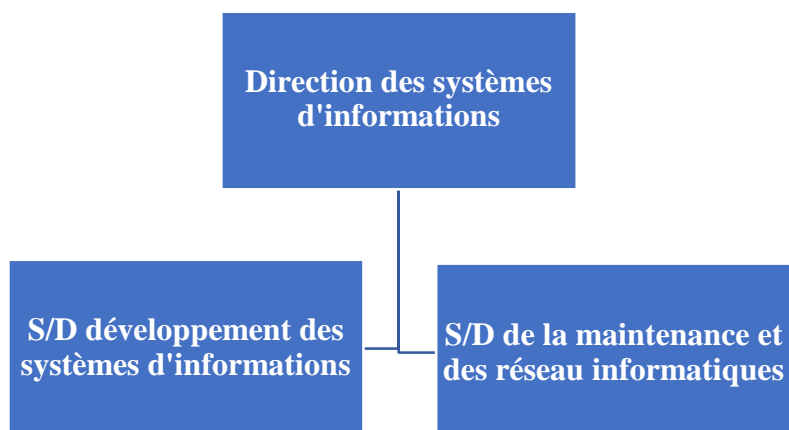 Direction des systèmes
d'informations
S/D développement des
systèmes d'informations
S/D de la maintenance et
des réseau informatiques